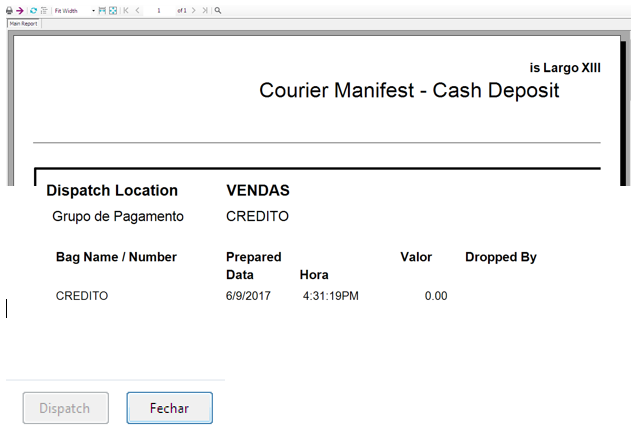 Fit Width 1 of 1
Main Report
is Largo XIII
Courier Manifest - Cash Deposit
Dispatch Location VENDAS
Grupo de Pagamento CREDITO
Bag Name / Number Prepared Valor Dropped By
Data Hora
CREDITO 6/9/2017 4:31:19PM 0.00
Dispatch Fechar